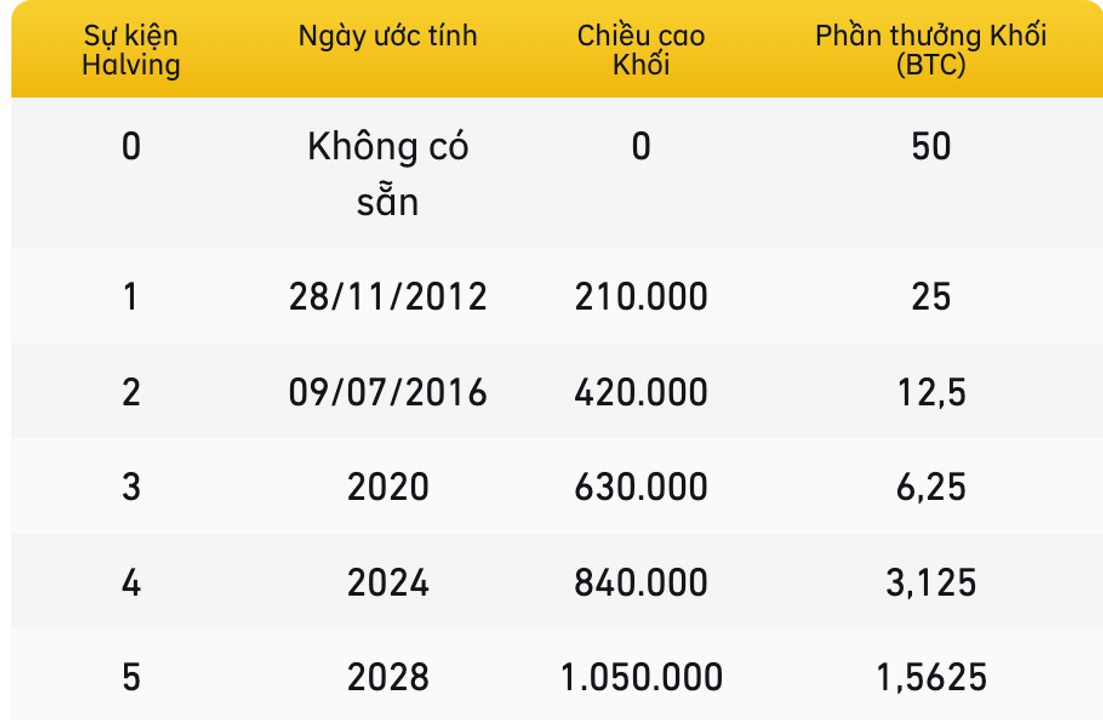 Sự kiện Halving Ngày ước tính Chiều cao Khối Phần thưởng Khối (BTC)
0 Không có sẵn 0 50
1 28/11/2012 210.000 25
2 09/07/2016 420.000 12,5
3 2020 630.000 6,25
4 2024 840.000 3,125
5 2028 1.050.000 1,5625